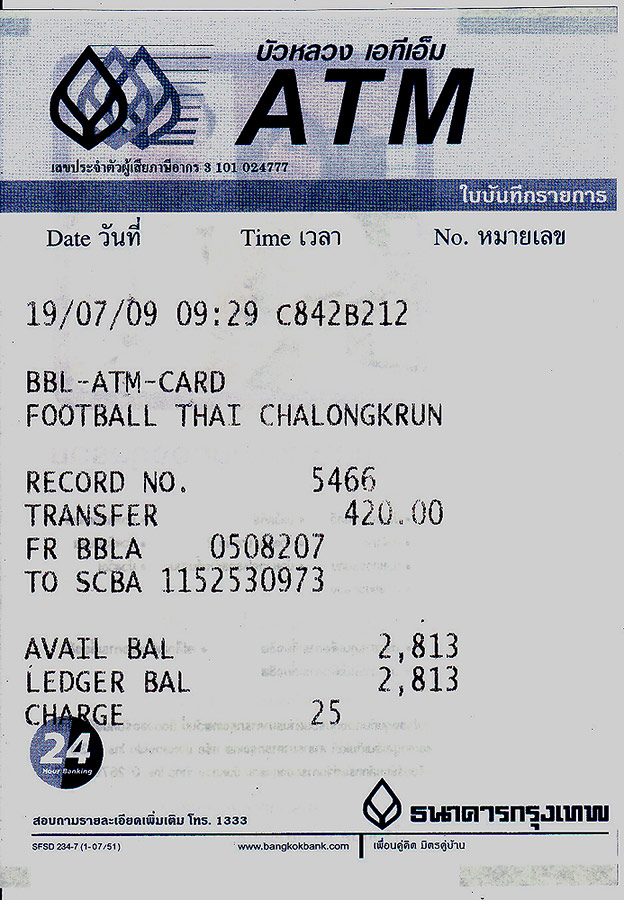 บัวหลวง เอทีเอ็ม
ATM
เลขประจำตัวผู้เสียภาษีอากร 3 101 024777
ใบบันทึกรายการ
Date วันที่ Time เวลา No. หมายเลข
19/07/09 09:29 C842B212
BBL-ATM-CARD
FOOTBALL THAI CHALONGKRUN
RECORD NO. 5466
TRANSFER 420.00
FR BBLA 0508207
TO SCBA 1152530973
AVAIL BAL 2,813
LEDGER BAL 2,813
CHARGE 25
24
Hour Banking
ธนาคารกรุงเทพ
สอบถามรายละเอียดเพิ่มเติม โทร. 1333
SFSD 234-7 (1-07/51) www.bangkokbank.com เพื่อนคู่คิด มิตรคู่บ้าน